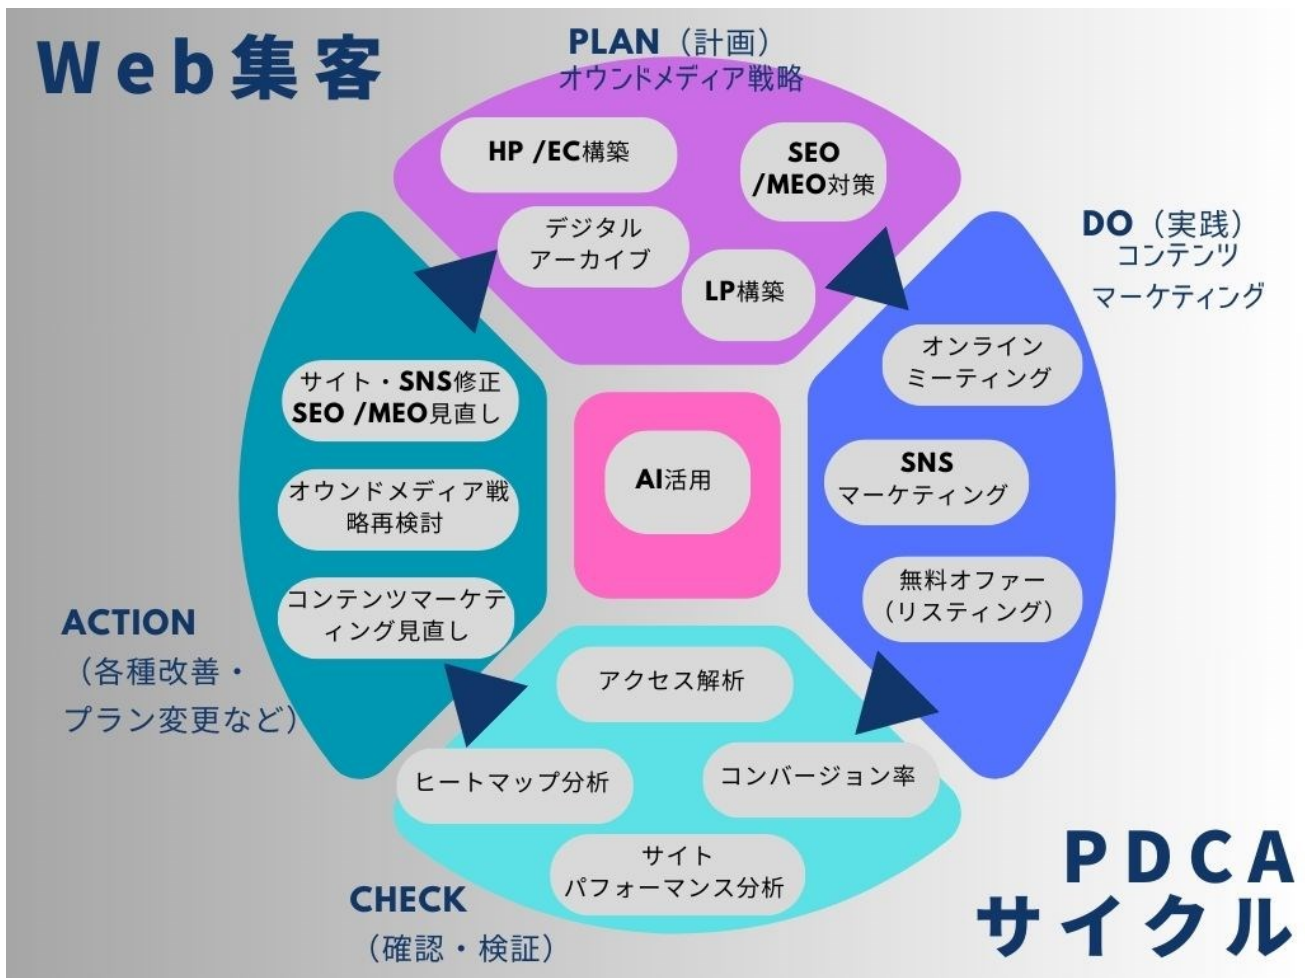 Web集客
PLAN（計画）
オウンドメディア戦略
HP /EC構築
SEO
/MEO対策
デジタル
アーカイブ
LP構築
DO（実践）
コンテンツ
マーケティング
オンライン
ミーティング
SNS
マーケティング
無料オファー
（リスティング）
AI活用
サイト・SNS修正
SEO /MEO見直し
オウンドメディア戦
略再検討
コンテンツマーケテ
ィング見直し
ACTION
（各種改善・
プラン変更など）
アクセス解析
ヒートマップ分析
コンバージョン率
サイト
パフォーマンス分析
CHECK
（確認・検証）
PDCA
サイクル